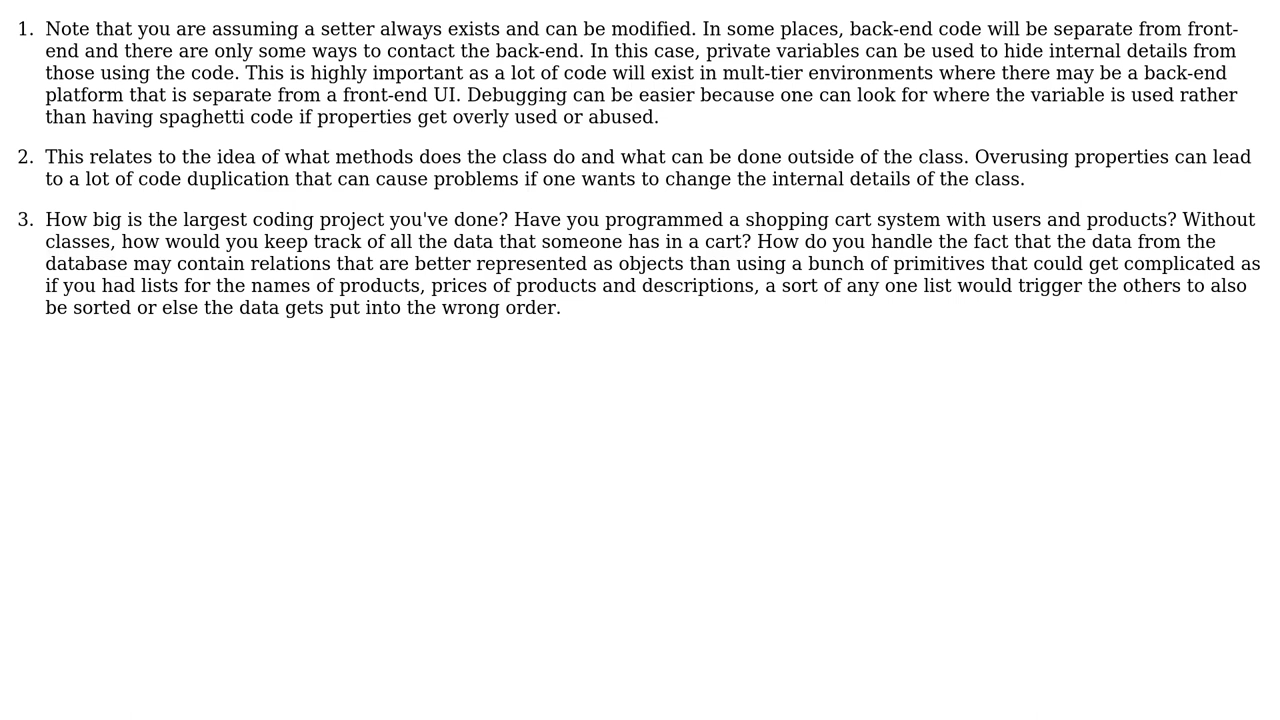 1. Note that you are assuming a setter always exists and can be modified. In some places, back-end code will be separate from front-
end and there are only some ways to contact the back-end. In this case, private variables can be used to hide internal details from
those using the code. This is highly important as a lot of code will exist in mult-tier environments where there may be a back-end
platform that is separate from a front-end UI. Debugging can be easier because one can look for where the variable is used rather
than having spaghetti code if properties get overly used or abused.
2. This relates to the idea of what methods does the class do and what can be done outside of the class. Overusing properties can lead
to a lot of code duplication that can cause problems if one wants to change the internal details of the class.
3. How big is the largest coding project you've done? Have you programmed a shopping cart system with users and products? Without
classes, how would you keep track of all the data that someone has in a cart? How do you handle the fact that the data from the
database may contain relations that are better represented as objects than using a bunch of primitives that could get complicated as
if you had lists for the names of products, prices of products and descriptions, a sort of any one list would trigger the others to also
be sorted or else the data gets put into the wrong order.